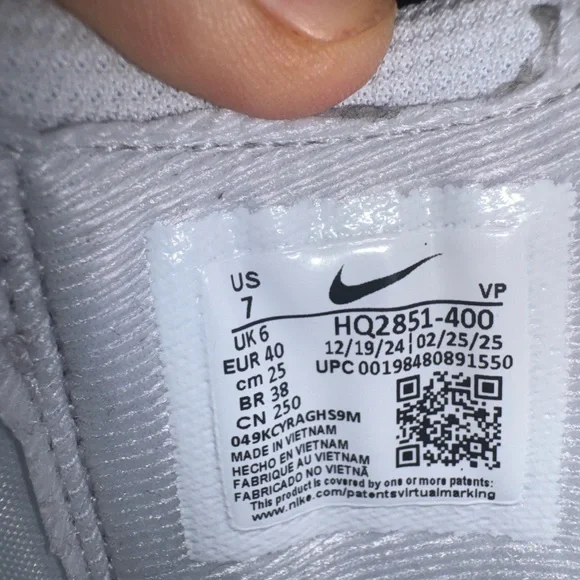 US
7
VP
UK 6
HQ2851-400
EUR 40
12/19/24 | 02/25/25
cm 25
UPC 00198480891550
BR 38
CN 250
049KCYRAGHS9M
MADE IN VIETNAM
HECHO EN VIETNAM
FABRIQUE AU VIETNAM
FABRICADO NO VIETNÃ
This product is covered by one or more patents:
www.nike.com/patentsvirtualmarking